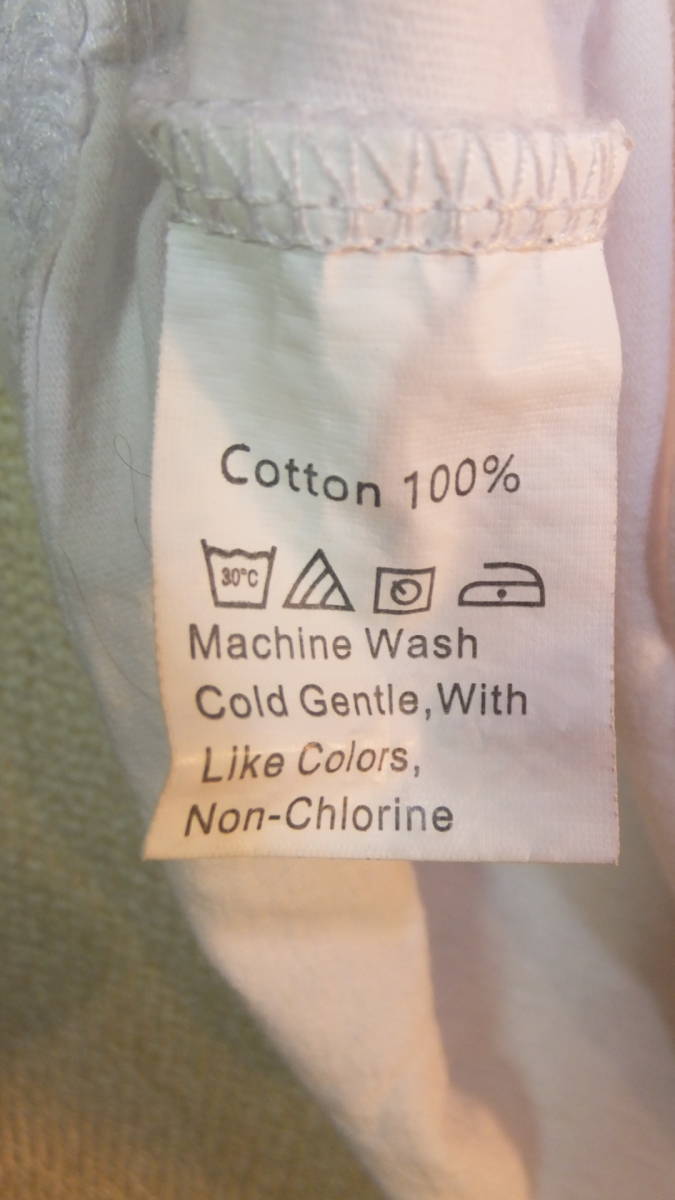 Cotton 100%
30°C
Machine Wash
Cold Gentle, With
Like Colors,
Non-Chlorine